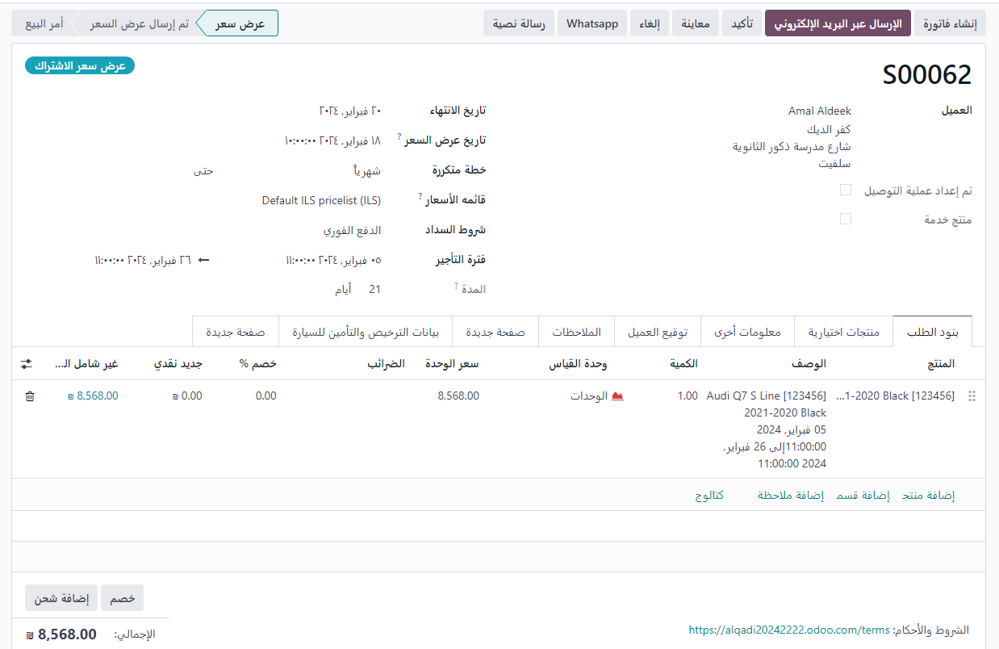 إنشاء فاتورة
الإرسال عبر البريد الإلكتروني
تأكيد
معاينة
إلغاء
Whatsapp
رسالة نصية
عرض سعر
تم إرسال عرض السعر
أمر البيع
عرض سعر الاشتراك
S00062
العميل
Amal Aldeek
كفر الديك
شارع مدرسة ذكور الثانوية
سلفيت
تم إعداد عملية التوصيل
منتج خدمة
تاريخ الانتهاء
٢٠ فبراير, ٢٠٢٤
تاريخ عرض السعر ?
١٨ فبراير, ٢٠٢٤ ١٠:٠٠:٠٠
خطة متكررة
شهرياً
حتى
قائمه الأسعار ?
Default ILS pricelist (ILS)
شروط السداد
الدفع الفوري
فترة التأجير
٠٥ فبراير, ٢٠٢٤ ١١:٠٠:٠٠
٢٦ فبراير, ٢٠٢٤ ١١:٠٠:٠٠
المدة ?
21 أيام
بنود الطلب
منتجات اختيارية
معلومات أخرى
توقيع العميل
الملاحظات
صفحة جديدة
بيانات الترخيص والتأمين للسيارة
صفحة جديدة
المنتج
الوصف
الكمية
وحدة القياس
سعر الوحدة
الضرائب
خصم %
جديد نقدي
غير شامل الـ...
...1-2020 Black [123456]
Audi Q7 S Line [123456]
2021-2020 Black
05 فبراير, 2024
11:00:00إلى 26 فبراير,
2024 11:00:00
1.00
الوحدات
8,568.00
0.00
0.00 ₪
8,568.00 ₪
إضافة منتج
إضافة قسم
إضافة ملاحظة
كتالوج
خصم
إضافة شحن
الشروط والأحكام: https://alqadi20242222.odoo.com/terms
الإجمالي:
8,568.00 ₪